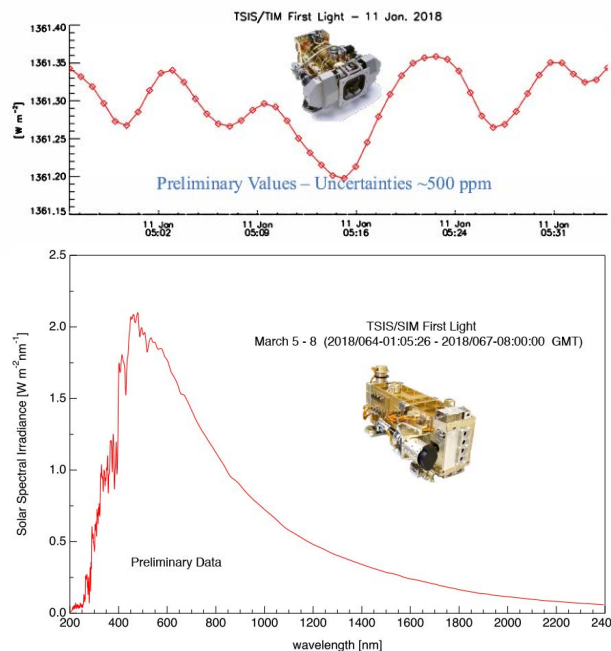 TSIS/TIM First Light – 11 Jan. 2018
1361.40
1361.35
1361.30
1361.25
1361.20
1361.15
[W m⁻²]
Preliminary Values – Uncertainties ~500 ppm
11 Jan 11 Jan 11 Jan 11 Jan 11 Jan
05:02 05:09 05:16 05:24 05:31
2.5
2.0
1.5
1.0
0.5
0.0
Solar Spectral Irradiance [W m⁻²nm⁻¹]
TSIS/SIM First Light
March 5 - 8 (2018/064-01:05:26 - 2018/067-08:00:00 GMT)
Preliminary Data
200 400 600 800 1000 1200 1400 1600 1800 2000 2200 240
wavelength [nm]